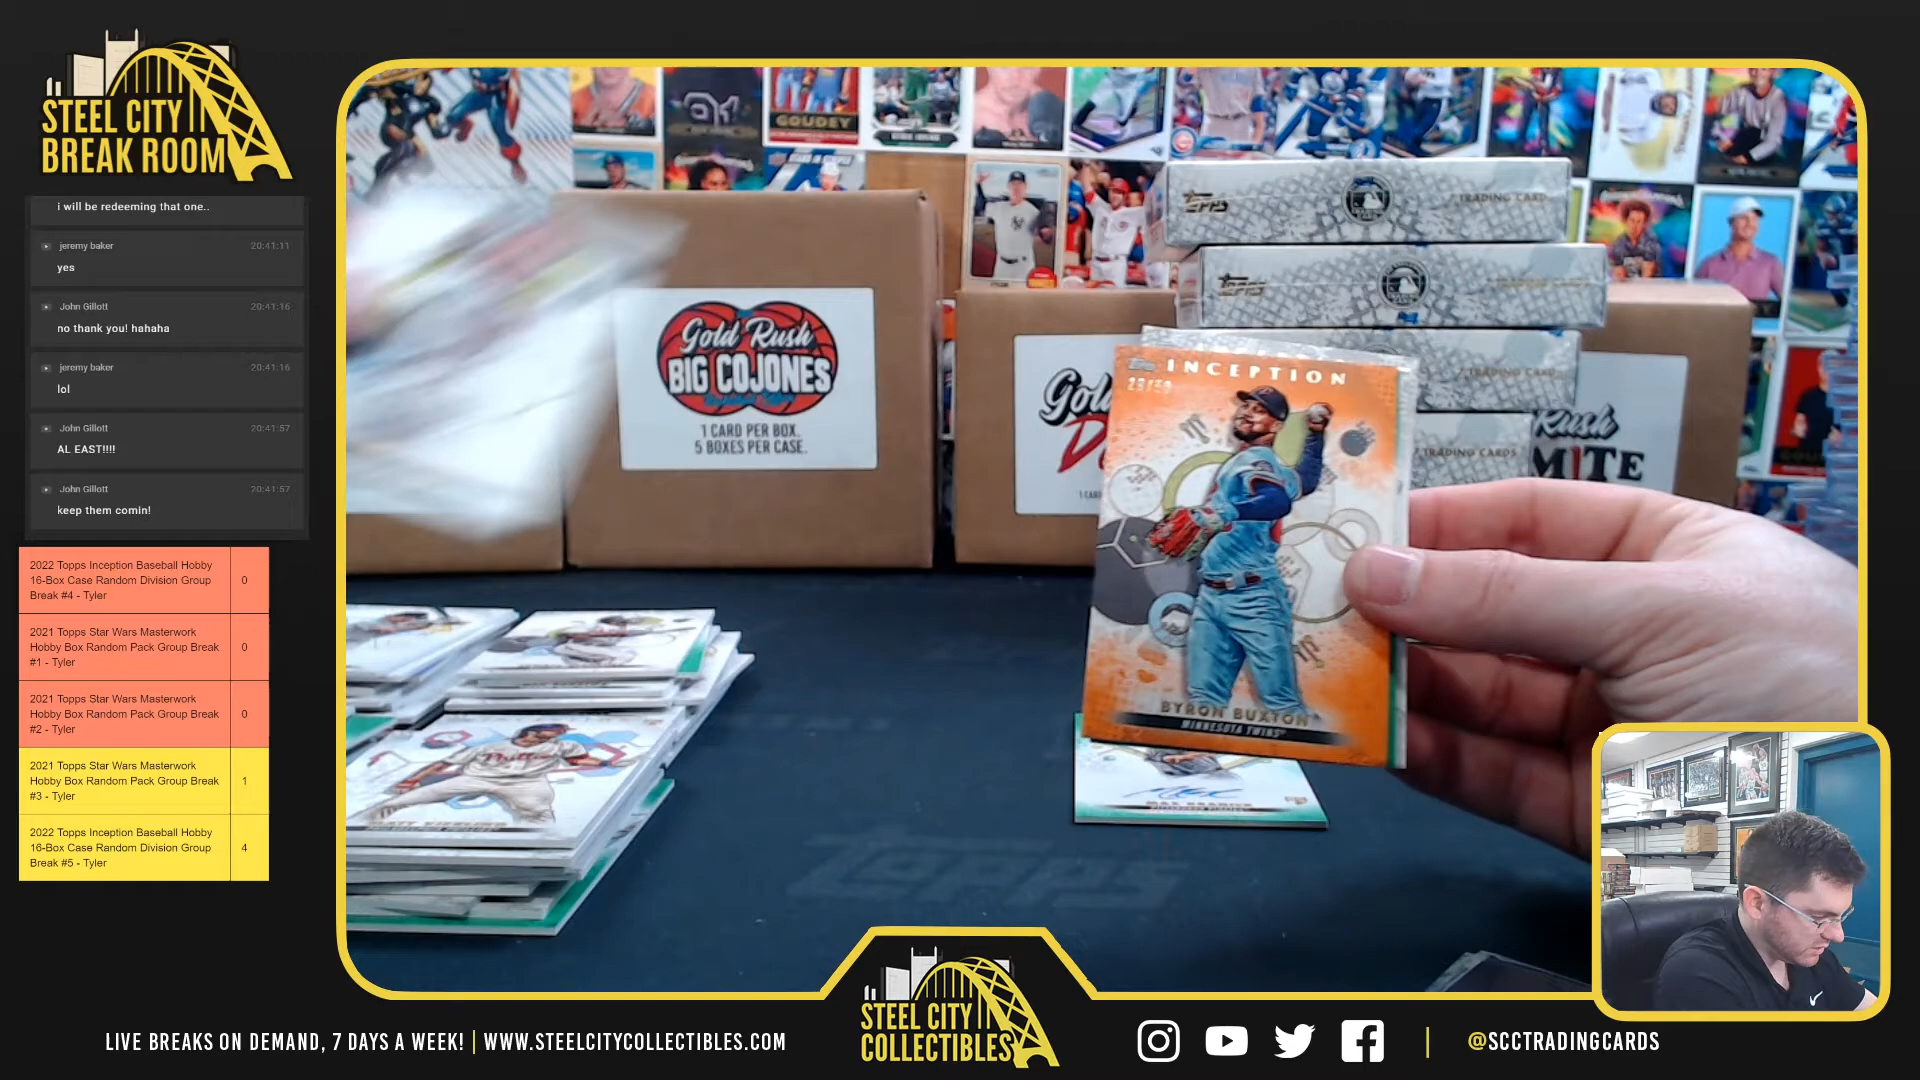 STEEL CITY
BREAK ROOM
i will be redeeming that one..
jeremy baker 20:41:11
yes
John Gillott 20:41:16
no thank you! hahaha
jeremy baker 20:41:16
lol
John Gillott 20:41:57
AL EAST!!!!
John Gillott 20:41:57
keep them comin!
2022 Topps Inception Baseball Hobby
16-Box Case Random Division Group
Break #4 - Tyler
0
2021 Topps Star Wars Masterwork
Hobby Box Random Pack Group Break
#1 - Tyler
0
2021 Topps Star Wars Masterwork
Hobby Box Random Pack Group Break
#2 - Tyler
0
2021 Topps Star Wars Masterwork
Hobby Box Random Pack Group Break
#3 - Tyler
1
2022 Topps Inception Baseball Hobby
16-Box Case Random Division Group
Break #5 - Tyler
4
GOUDEY
Gold Rush
BIG COJONES
1 CARD PER BOX.
5 BOXES PER CASE.
TOPPS
TRADING CARD
TOPPS
TRADING CARDS
Rush
INCEPTION
BYRON BUXTON
MINNESOTA TWINS
Phillies
TOPPS
STEEL CITY
COLLECTIBLES
LIVE BREAKS ON DEMAND, 7 DAYS A WEEK! | WWW.STEELCITYCOLLECTIBLES.COM
@SCCTRADINGCARDS